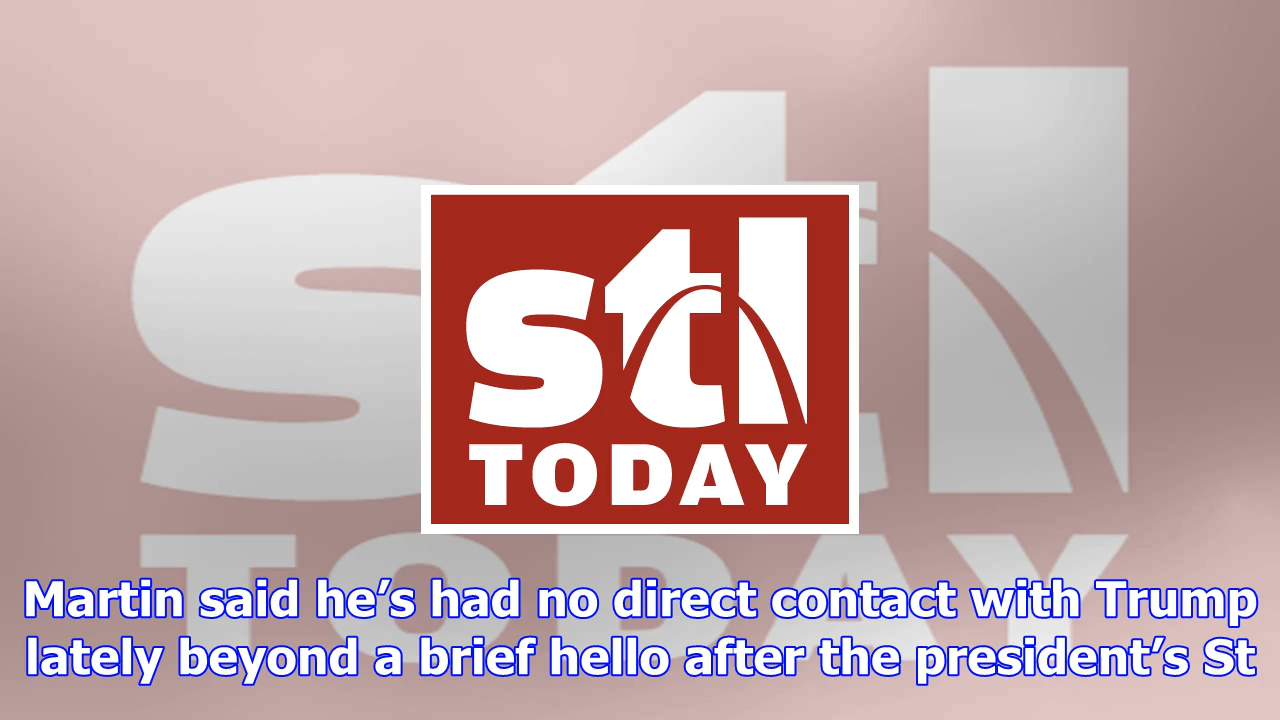 stl
TODAY
Martin said he’s had no direct contact with Trump
lately beyond a brief hello after the president’s St